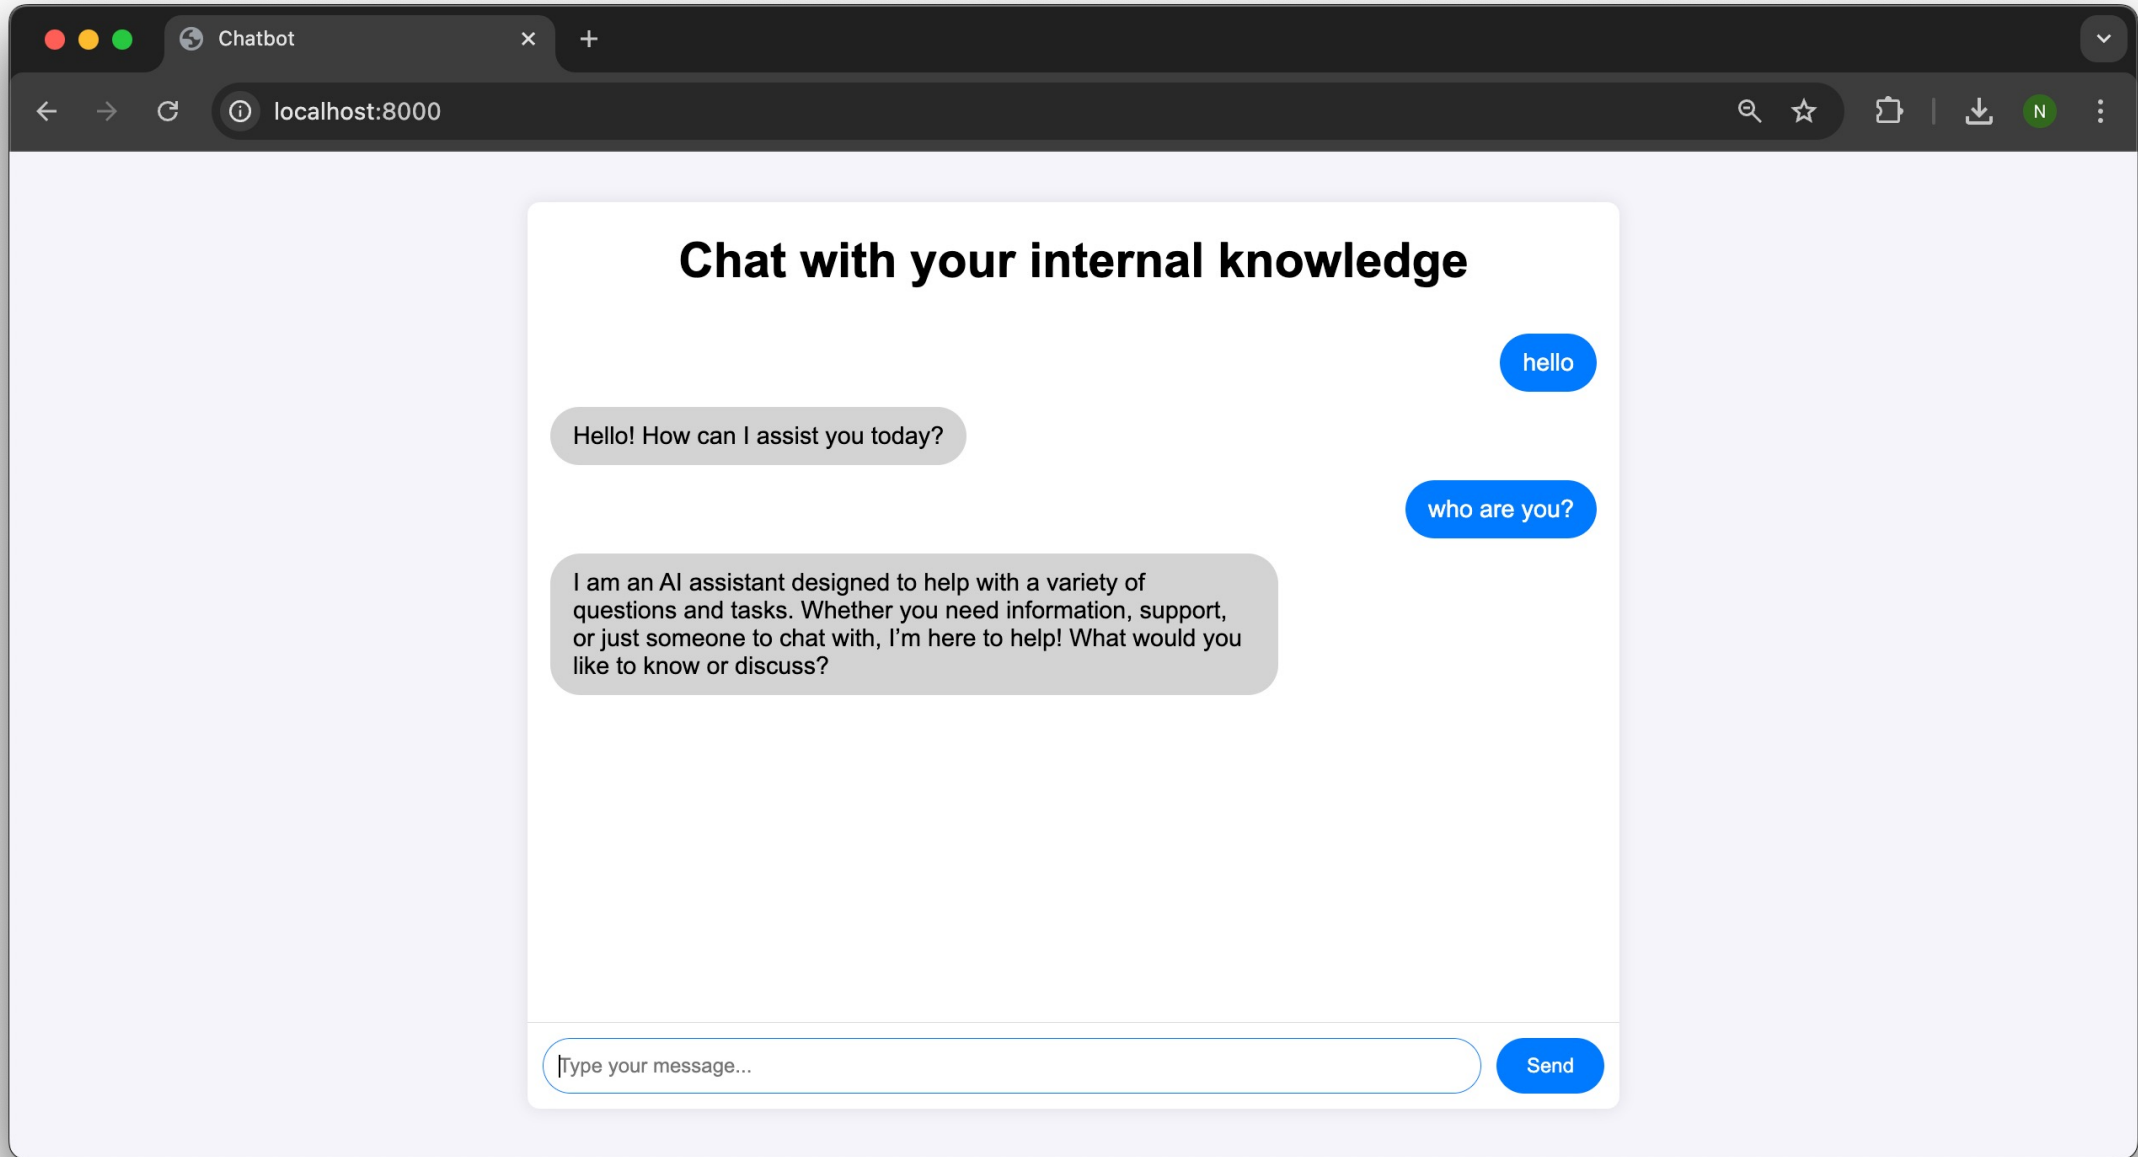 Chatbot
localhost:8000
N
Chat with your internal knowledge
hello
Hello! How can I assist you today?
who are you?
I am an AI assistant designed to help with a variety of
questions and tasks. Whether you need information, support,
or just someone to chat with, I’m here to help! What would you
like to know or discuss?
Type your message...
Send